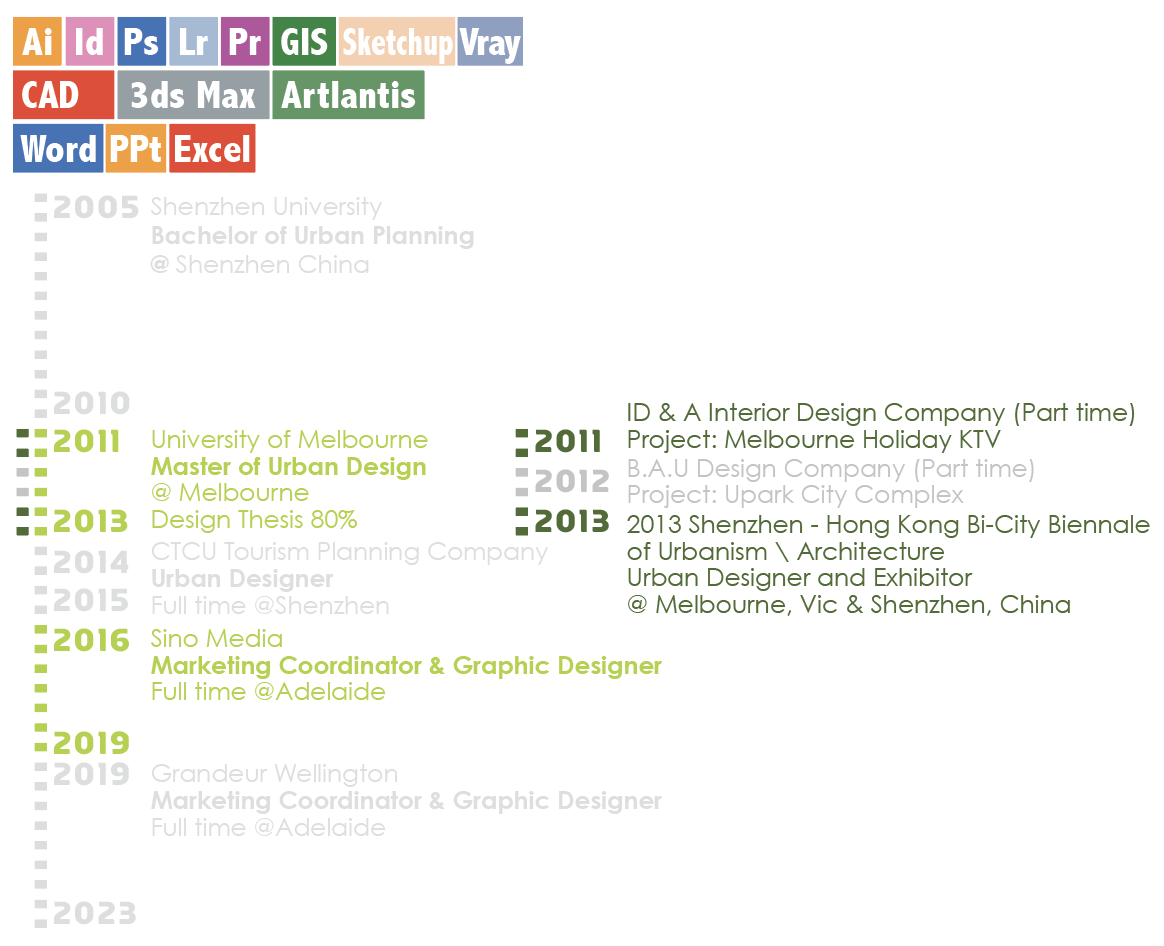 Ai Id Ps Lr Pr GIS Sketchup Vray
CAD 3ds Max Artlantis
Word PPt Excel
2005 Shenzhen University
Bachelor of Urban Planning
@ Shenzhen China
2010
2011 University of Melbourne
Master of Urban Design
@ Melbourne
2013 Design Thesis 80%
2014 CTCU Tourism Planning Company
Urban Designer
2015 Full time @Shenzhen
2016 Sino Media
Marketing Coordinator & Graphic Designer
Full time @Adelaide
2019
2019 Grandeur Wellington
Marketing Coordinator & Graphic Designer
Full time @Adelaide
2023
ID & A Interior Design Company (Part time)
2011 Project: Melbourne Holiday KTV
B.A.U Design Company (Part time)
2012 Project: Upark City Complex
2013 2013 Shenzhen - Hong Kong Bi-City Biennale
of Urbanism \ Architecture
Urban Designer and Exhibitor
@ Melbourne, Vic & Shenzhen, China